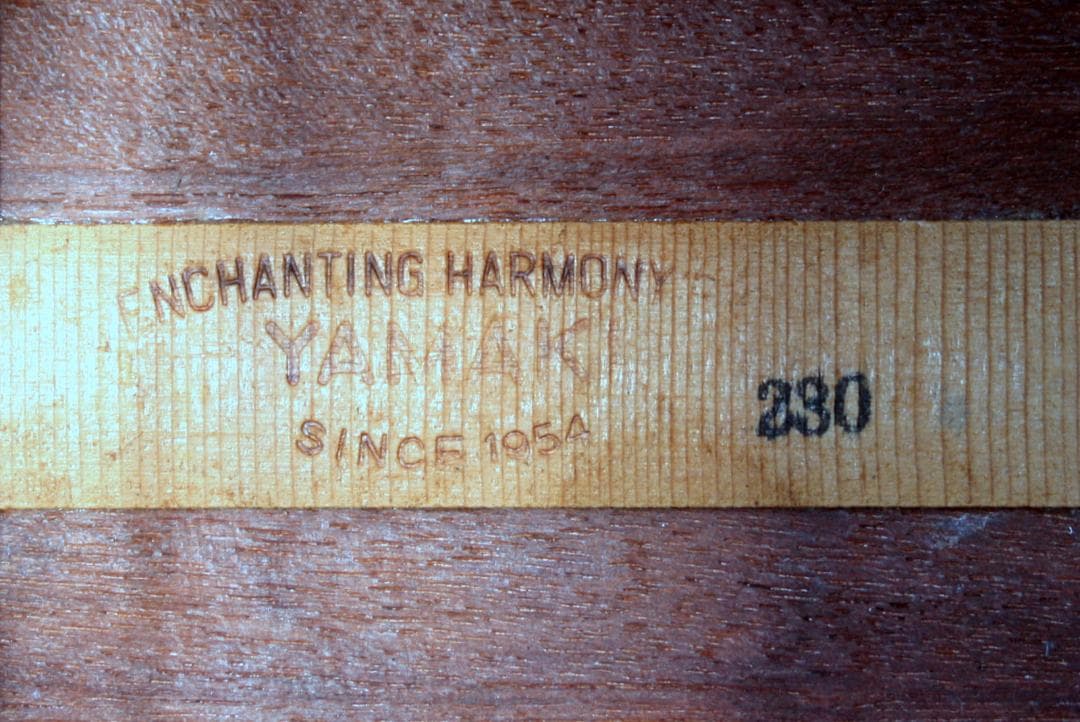 ENCHANTING HARMONY
YAMAKI
SINCE 1954
230